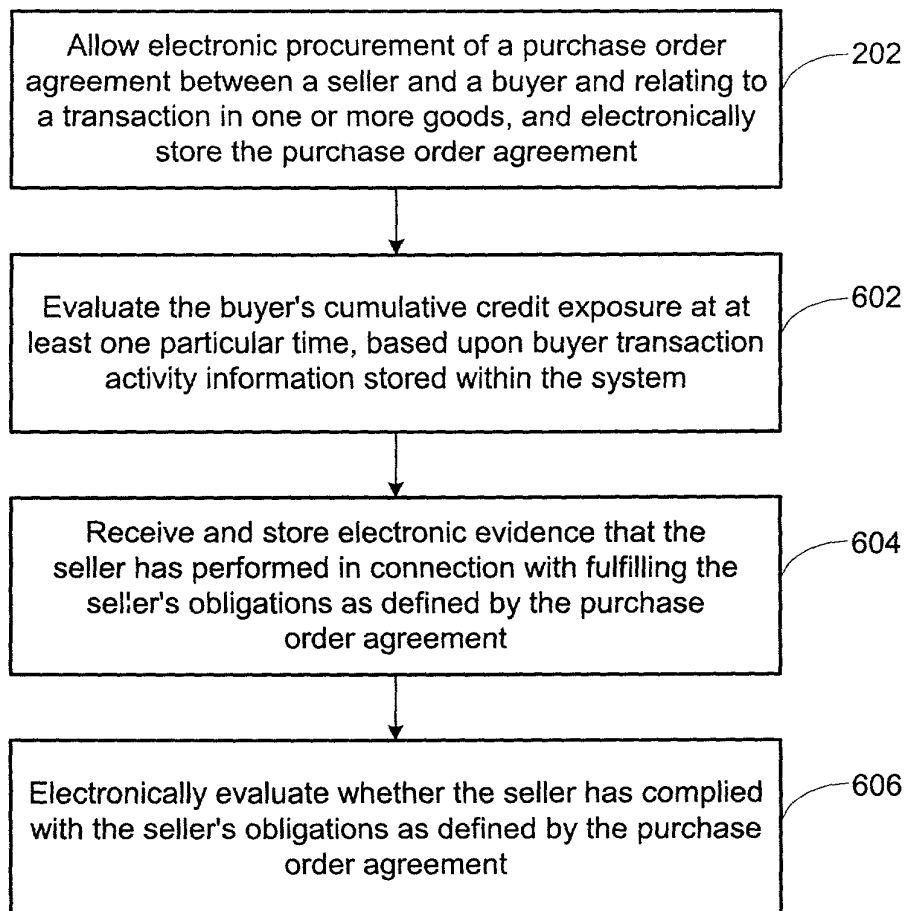 Allow electronic procurement of a purchase order
agreement between a seller and a buyer and relating to
a transaction in one or more goods, and electronically
store the purchase order agreement
202
Evaluate the buyer's cumulative credit exposure at at
least one particular time, based upon buyer transaction
activity information stored within the system
602
Receive and store electronic evidence that the
seller has performed in connection with fulfilling the
seller's obligations as defined by the purchase
order agreement
604
Electronically evaluate whether the seller has complied
with the seller's obligations as defined by the purchase
order agreement
606